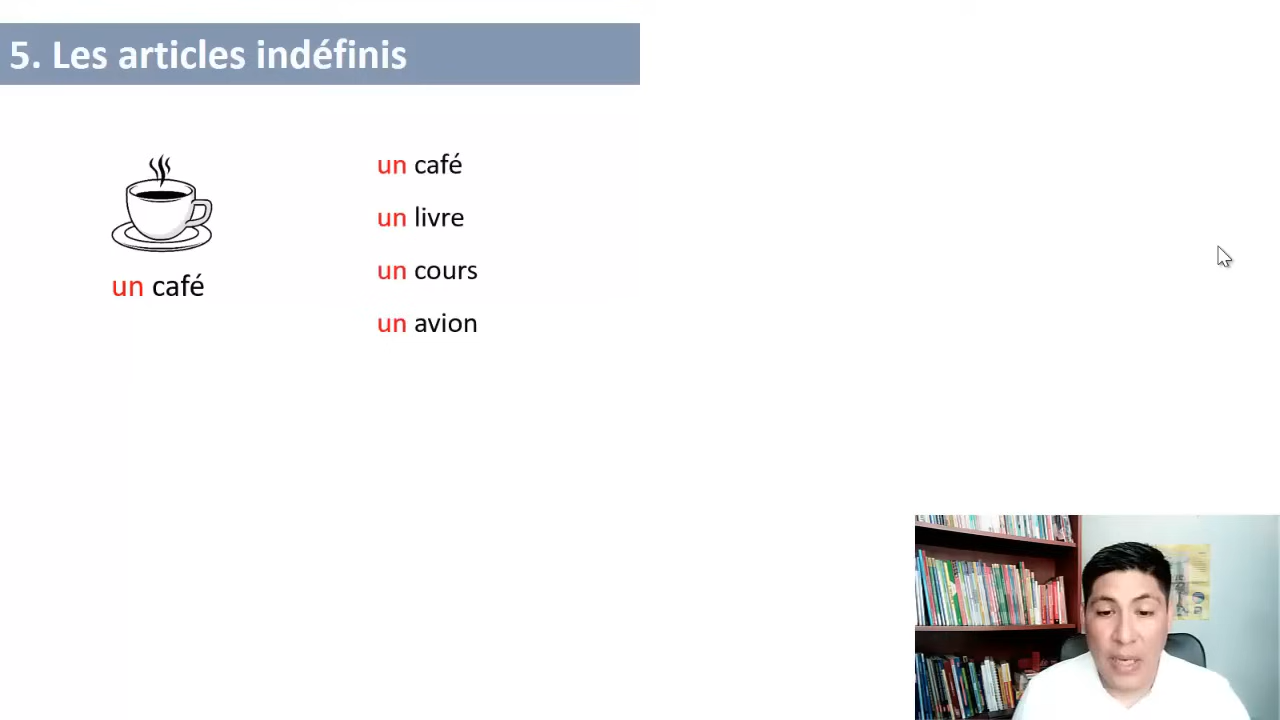 5. Les articles indéfinis
un café
un café
un livre
un cours
un avion